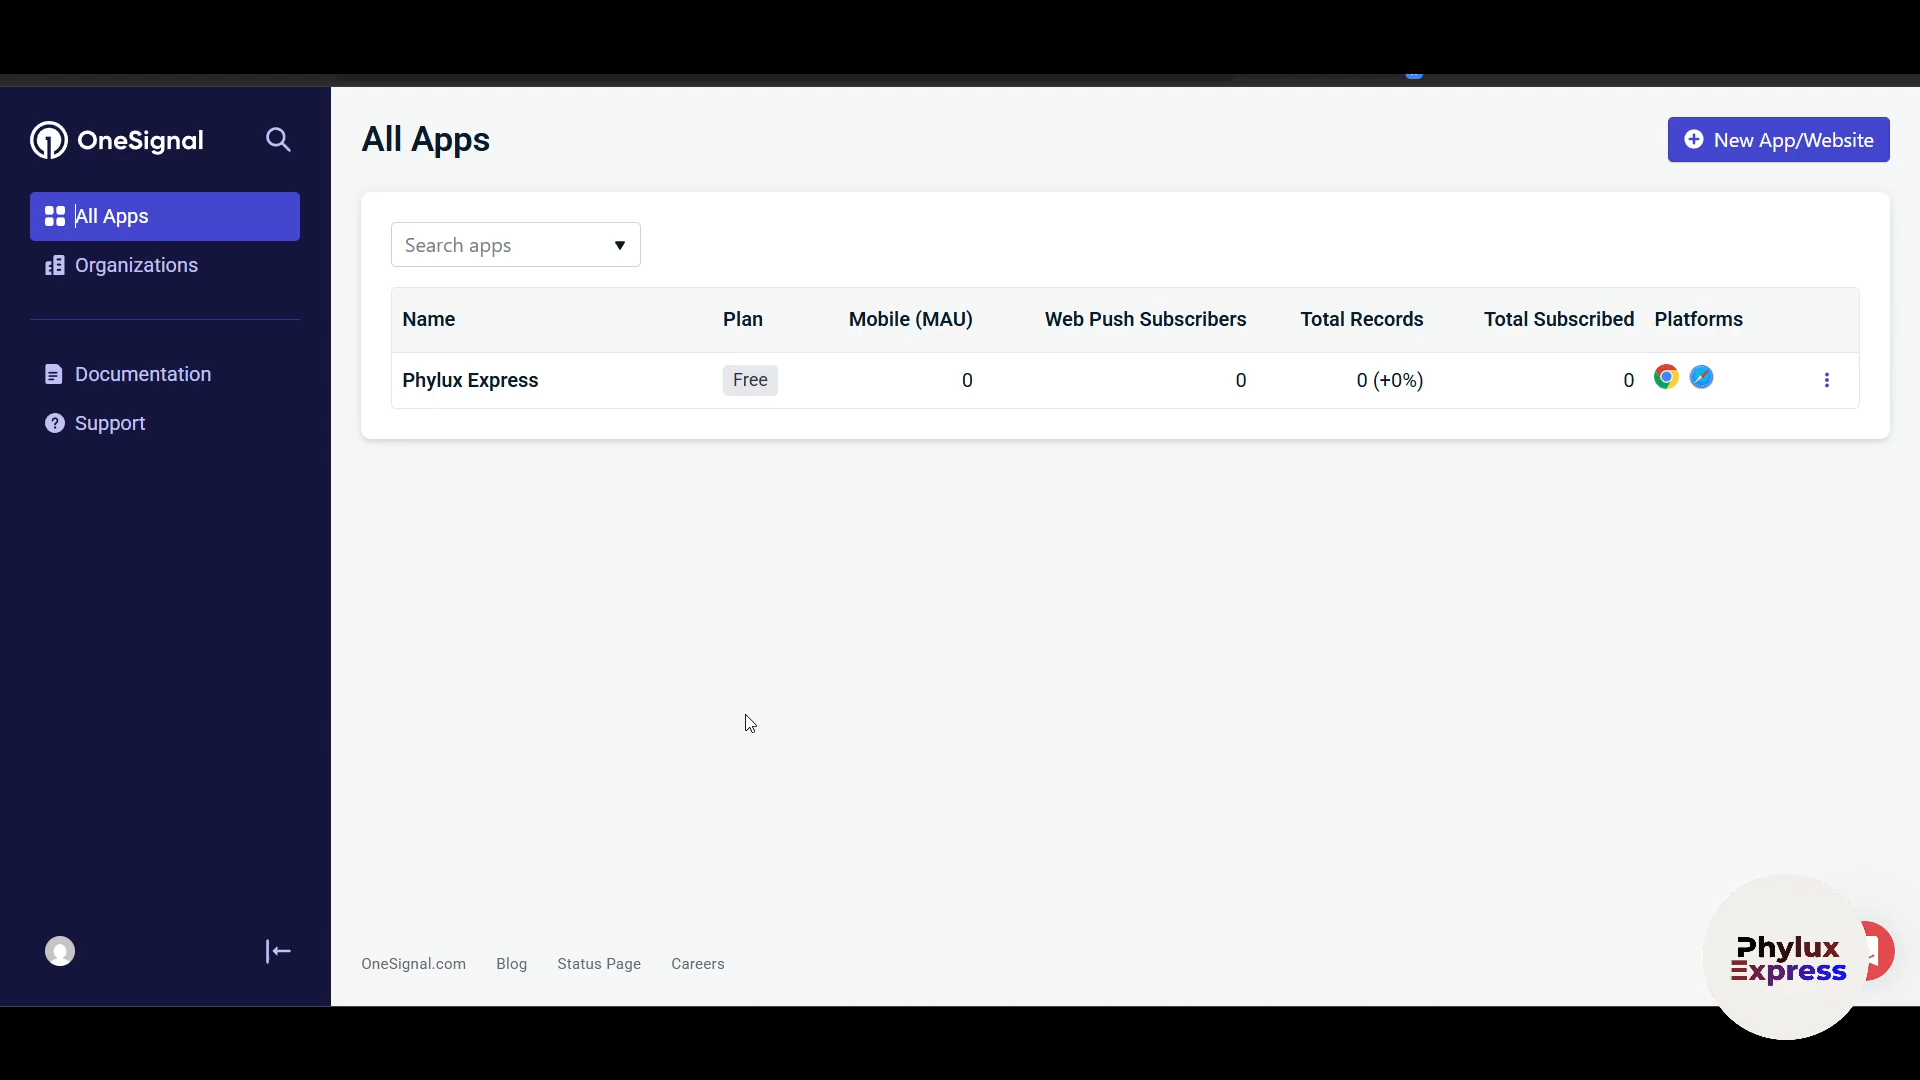 OneSignal
All Apps
Organizations
Documentation
Support
All Apps
New App/Website
Search apps
Name Plan Mobile (MAU) Web Push Subscribers Total Records Total Subscribed Platforms
Phylux Express Free 0 0 0 (+0%) 0
OneSignal.com Blog Status Page Careers
Phylux
Express